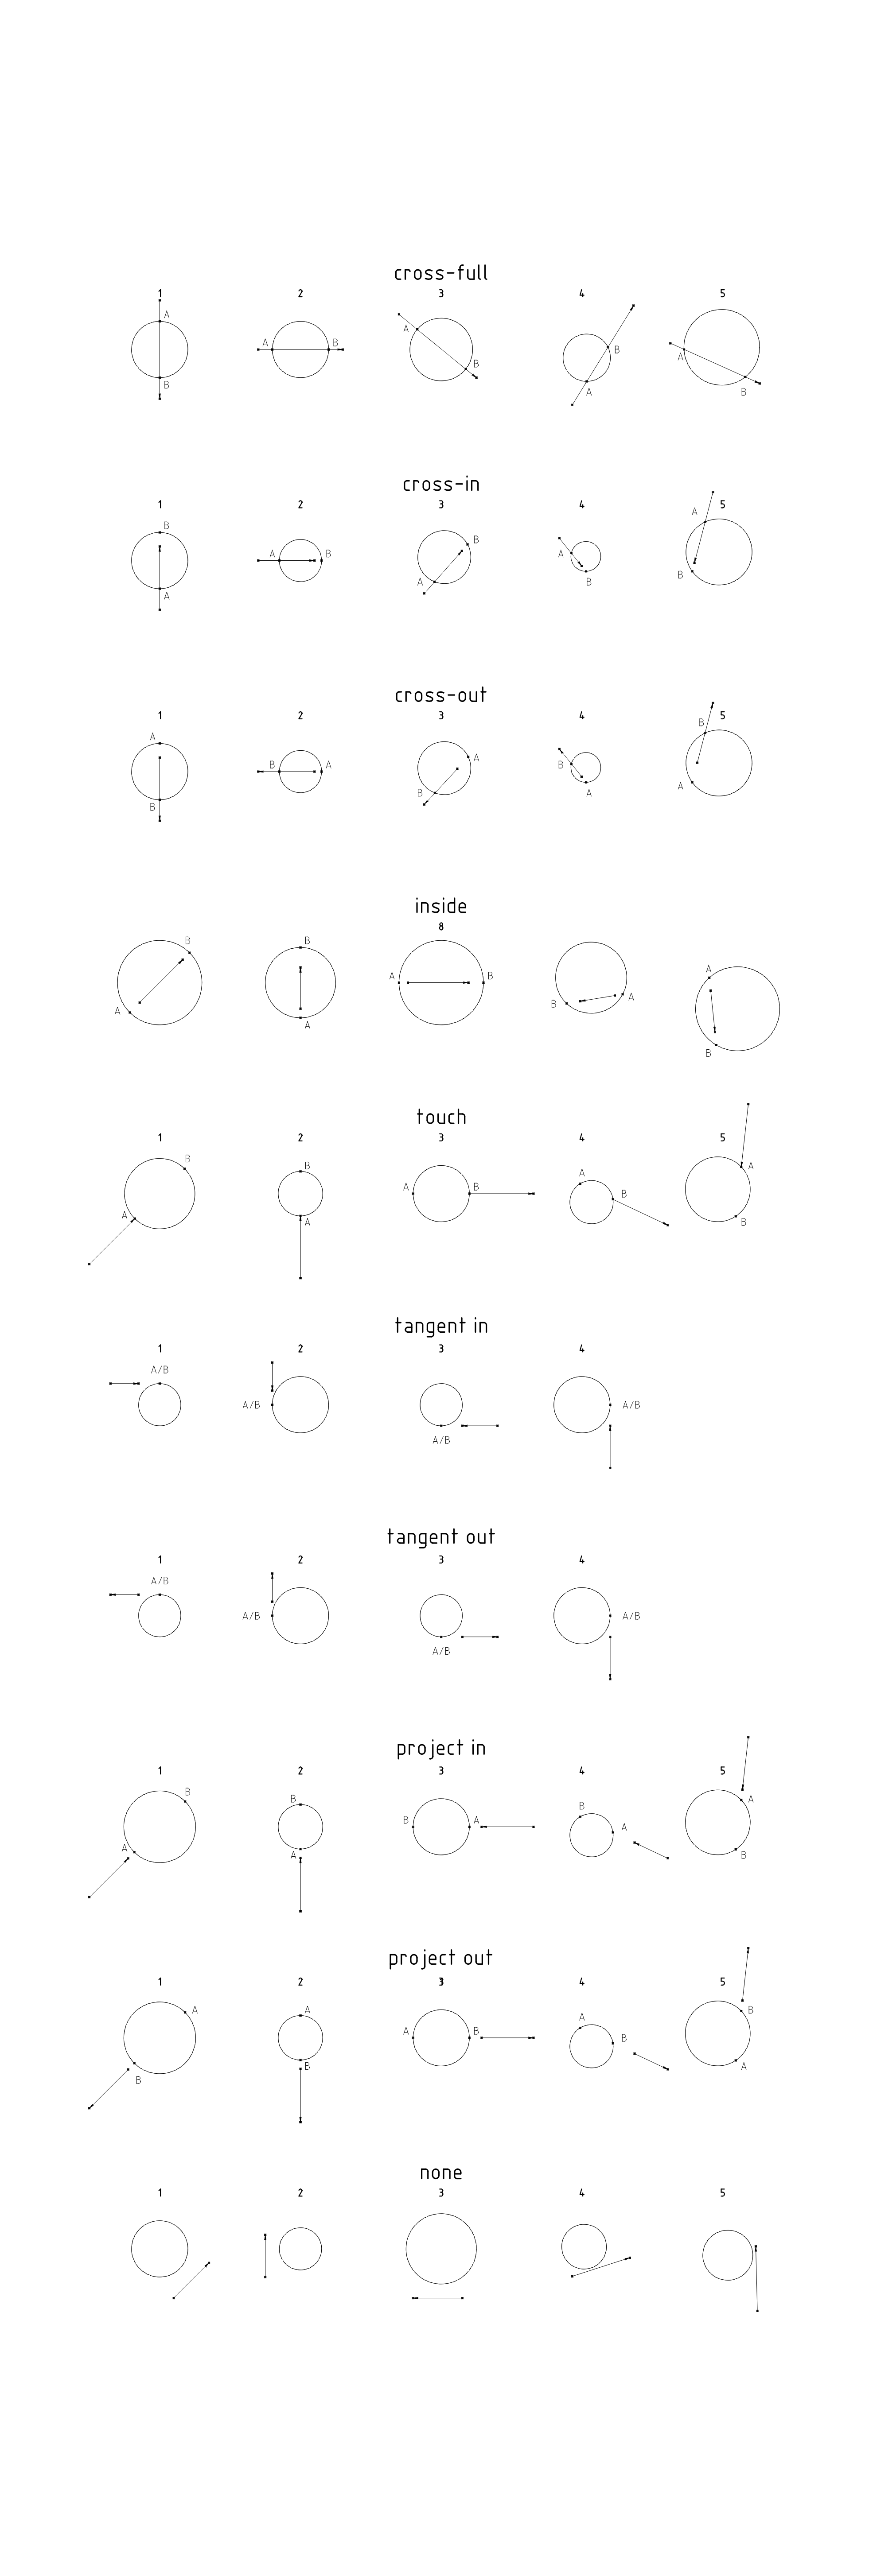 cross-full
1 2 3 4 5
A A A B A
B B B A B
cross-in
1 2 3 4 5
B A B A A
A B A B B
cross-out
1 2 3 4 5
A B A B B
B A B A A
inside
8
B B A B A B A A
A A B B
touch
1 2 3 4 5
B B A B A A
A A B B
tangent in
1 2 3 4
A/B A/B A/B A/B
tangent out
1 2 3 4
A/B A/B A/B A/B
project in
1 2 3 4 5
B B B A B A
A A A B
project out
1 2 3 4 5
A A A B A B
B B B A
none
1 2 3 4 5